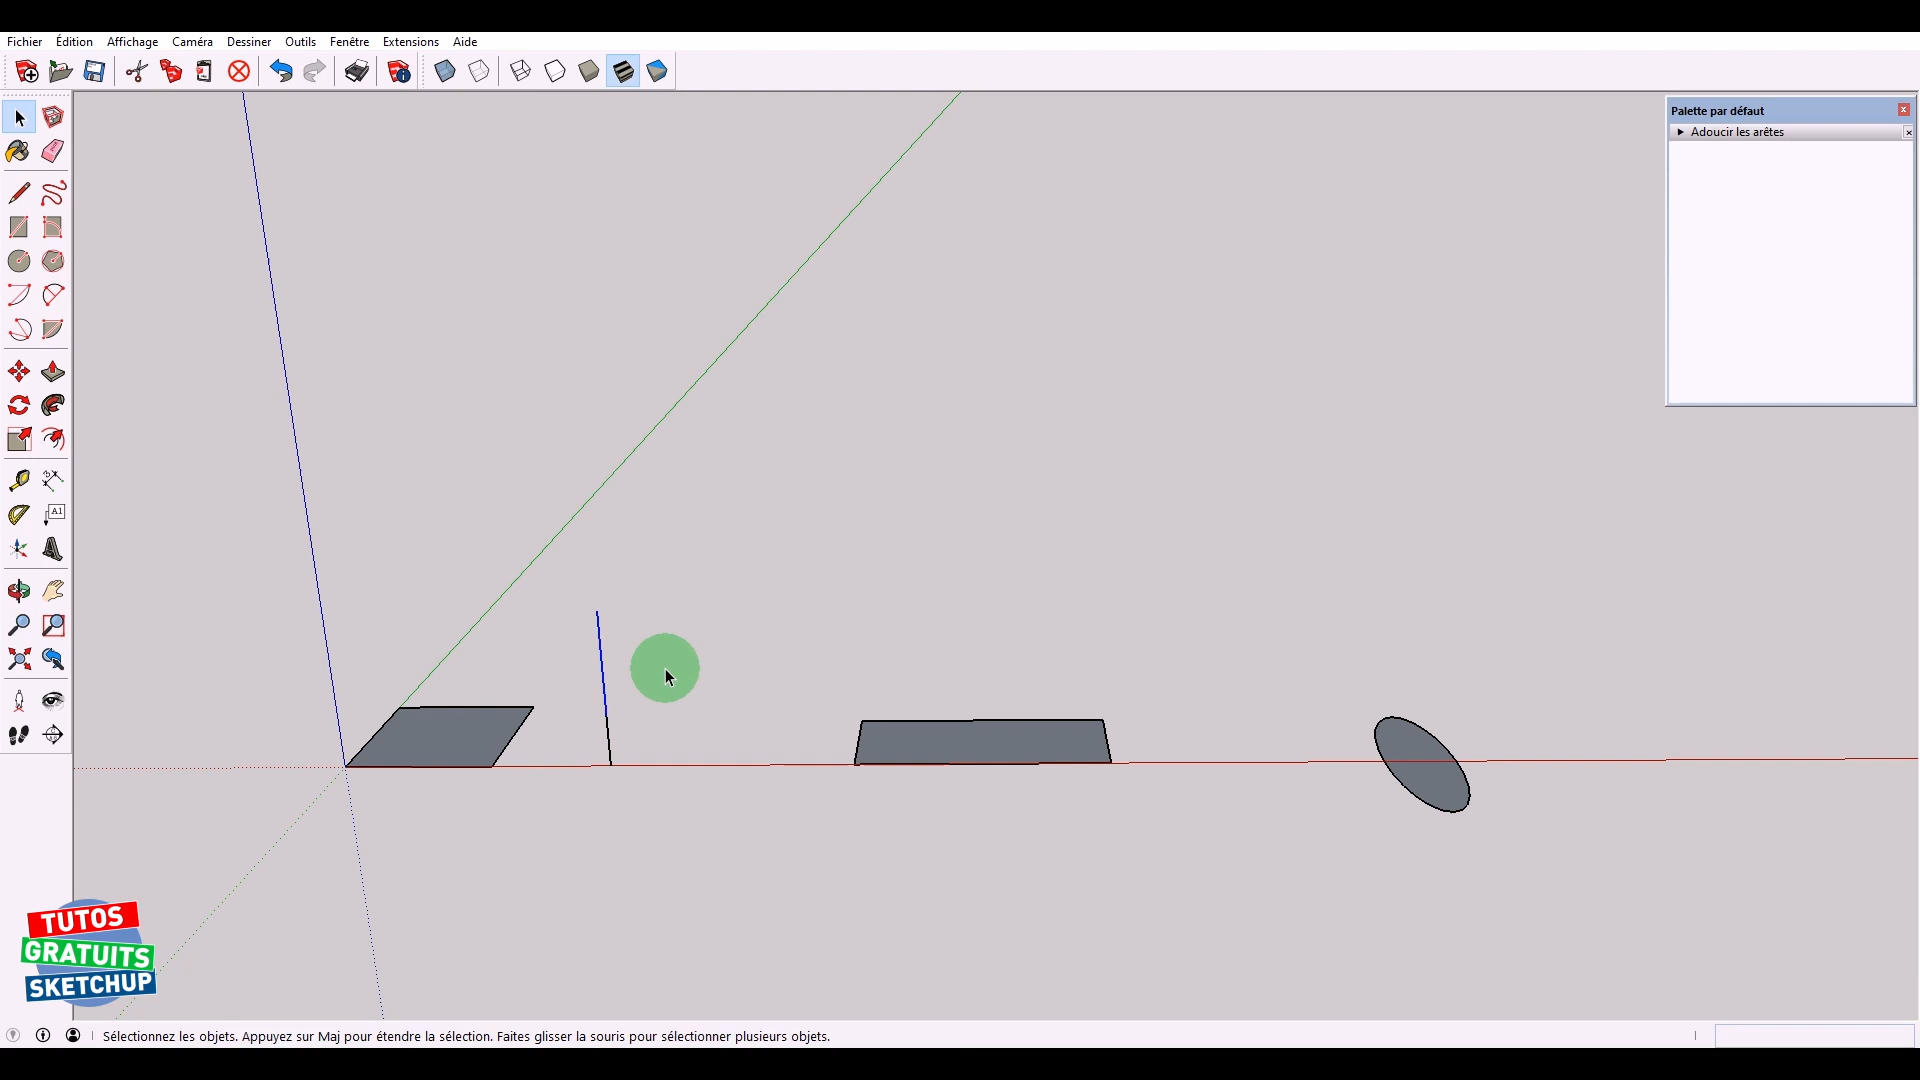 Fichier Édition Affichage Caméra Dessiner Outils Fenêtre Extensions Aide
Palette par défaut
Adoucir les arêtes
A1
TUTOS
GRATUITS
SKETCHUP
Sélectionnez les objets. Appuyez sur Maj pour étendre la sélection. Faites glisser la souris pour sélectionner plusieurs objets.